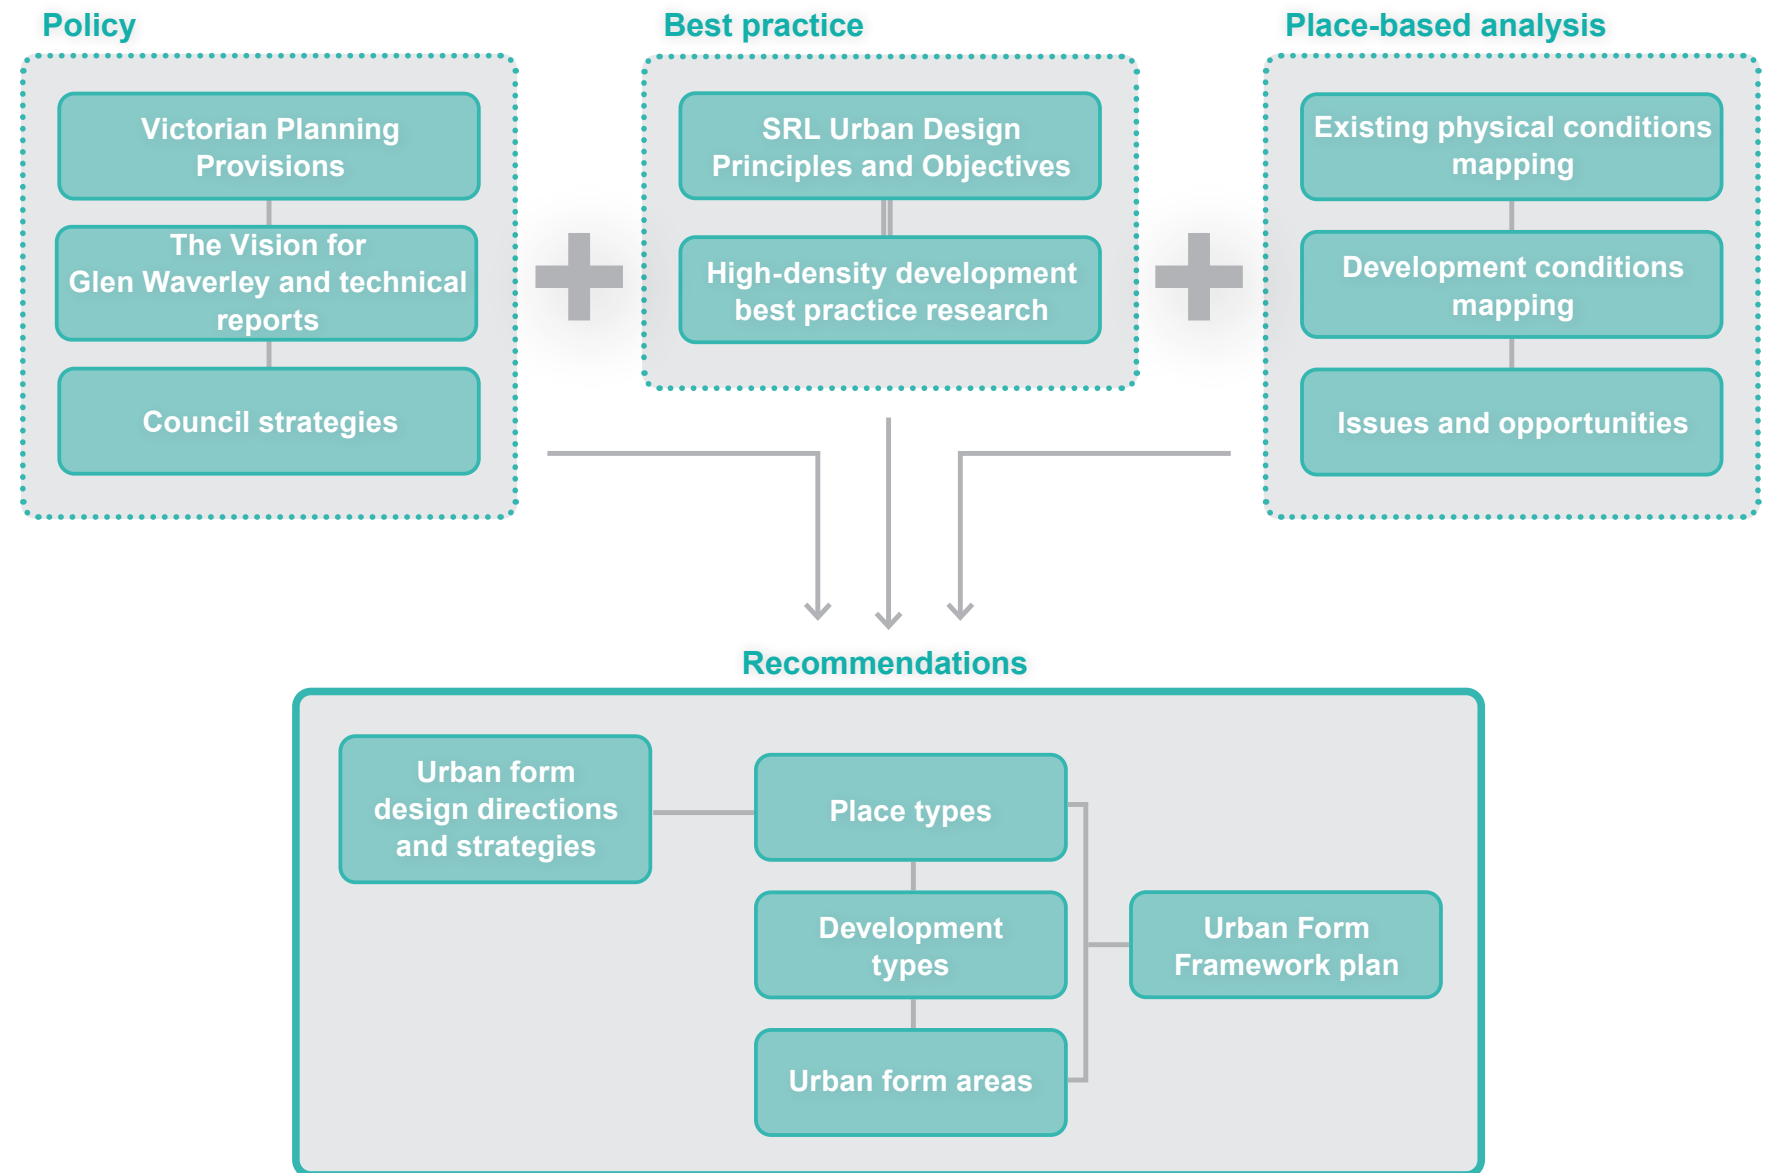 Policy
Victorian Planning
Provisions
The Vision for
Glen Waverley and technical
reports
Council strategies
Best practice
SRL Urban Design
Principles and Objectives
High-density development
best practice research
Place-based analysis
Existing physical conditions
mapping
Development conditions
mapping
Issues and opportunities
Recommendations
Urban form
design directions
and strategies
Place types
Development
types
Urban form areas
Urban Form
Framework plan